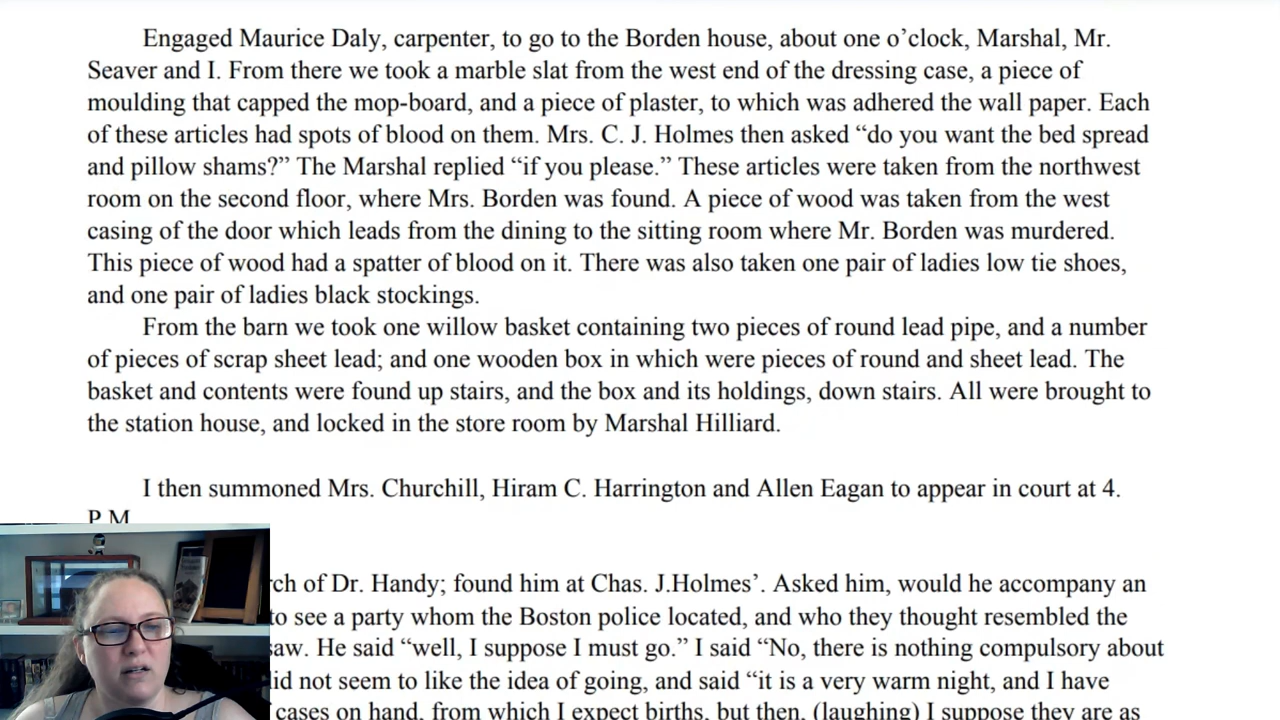 Engaged Maurice Daly, carpenter, to go to the Borden house, about one o’clock, Marshal, Mr.
Seaver and I. From there we took a marble slat from the west end of the dressing case, a piece of
moulding that capped the mop-board, and a piece of plaster, to which was adhered the wall paper. Each
of these articles had spots of blood on them. Mrs. C. J. Holmes then asked “do you want the bed spread
and pillow shams?” The Marshal replied “if you please.” These articles were taken from the northwest
room on the second floor, where Mrs. Borden was found. A piece of wood was taken from the west
casing of the door which leads from the dining to the sitting room where Mr. Borden was murdered.
This piece of wood had a spatter of blood on it. There was also taken one pair of ladies low tie shoes,
and one pair of ladies black stockings.
From the barn we took one willow basket containing two pieces of round lead pipe, and a number
of pieces of scrap sheet lead; and one wooden box in which were pieces of round and sheet lead. The
basket and contents were found up stairs, and the box and its holdings, down stairs. All were brought to
the station house, and locked in the store room by Marshal Hilliard.
I then summoned Mrs. Churchill, Hiram C. Harrington and Allen Eagan to appear in court at 4.
P.M.
of Dr. Handy; found him at Chas. J.Holmes’. Asked him, would he accompany an
to see a party whom the Boston police located, and who they thought resembled the
saw. He said “well, I suppose I must go.” I said “No, there is nothing compulsory about
did not seem to like the idea of going, and said “it is a very warm night, and I have
cases on hand, from which I expect births, but then, (laughing) I suppose they are as